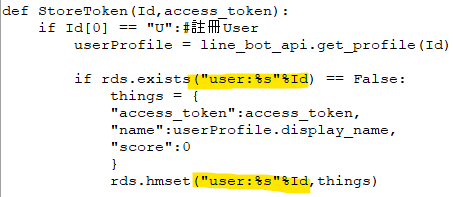 def StoreToken(Id,access_token):
    if Id[0] == "U":#註冊User
        userProfile = line_bot_api.get_profile(Id)
        if rds.exists("user:%s"%Id) == False:
            things = {
            "access_token":access_token,
            "name":userProfile.display_name,
            "score":0
            }
            rds.hmset("user:%s"%Id,things)